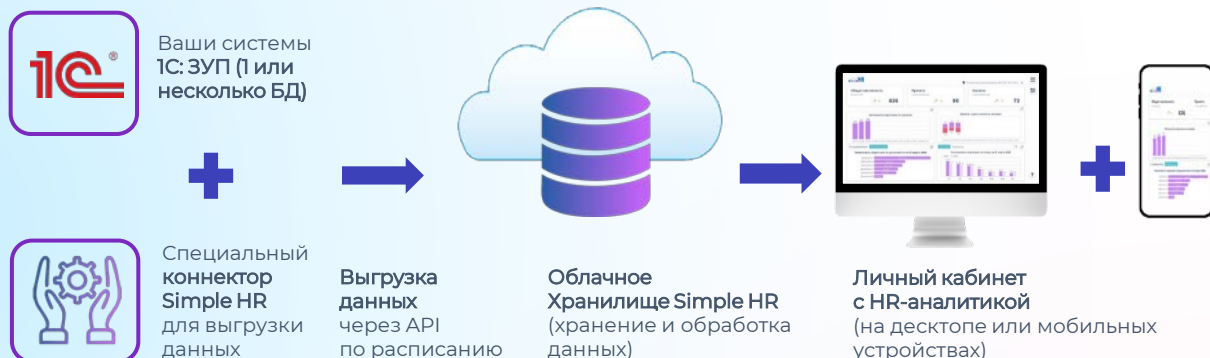 1С®
Ваши системы
1С: ЗУП (1 или
несколько БД)
Специальный
коннектор
Simple HR
для выгрузки
данных
Выгрузка
данных
через API
по расписанию
Облачное
Хранилище Simple HR
(хранение и обработка
данных)
Личный кабинет
с HR-аналитикой
(на десктопе или мобильных
устройствах)